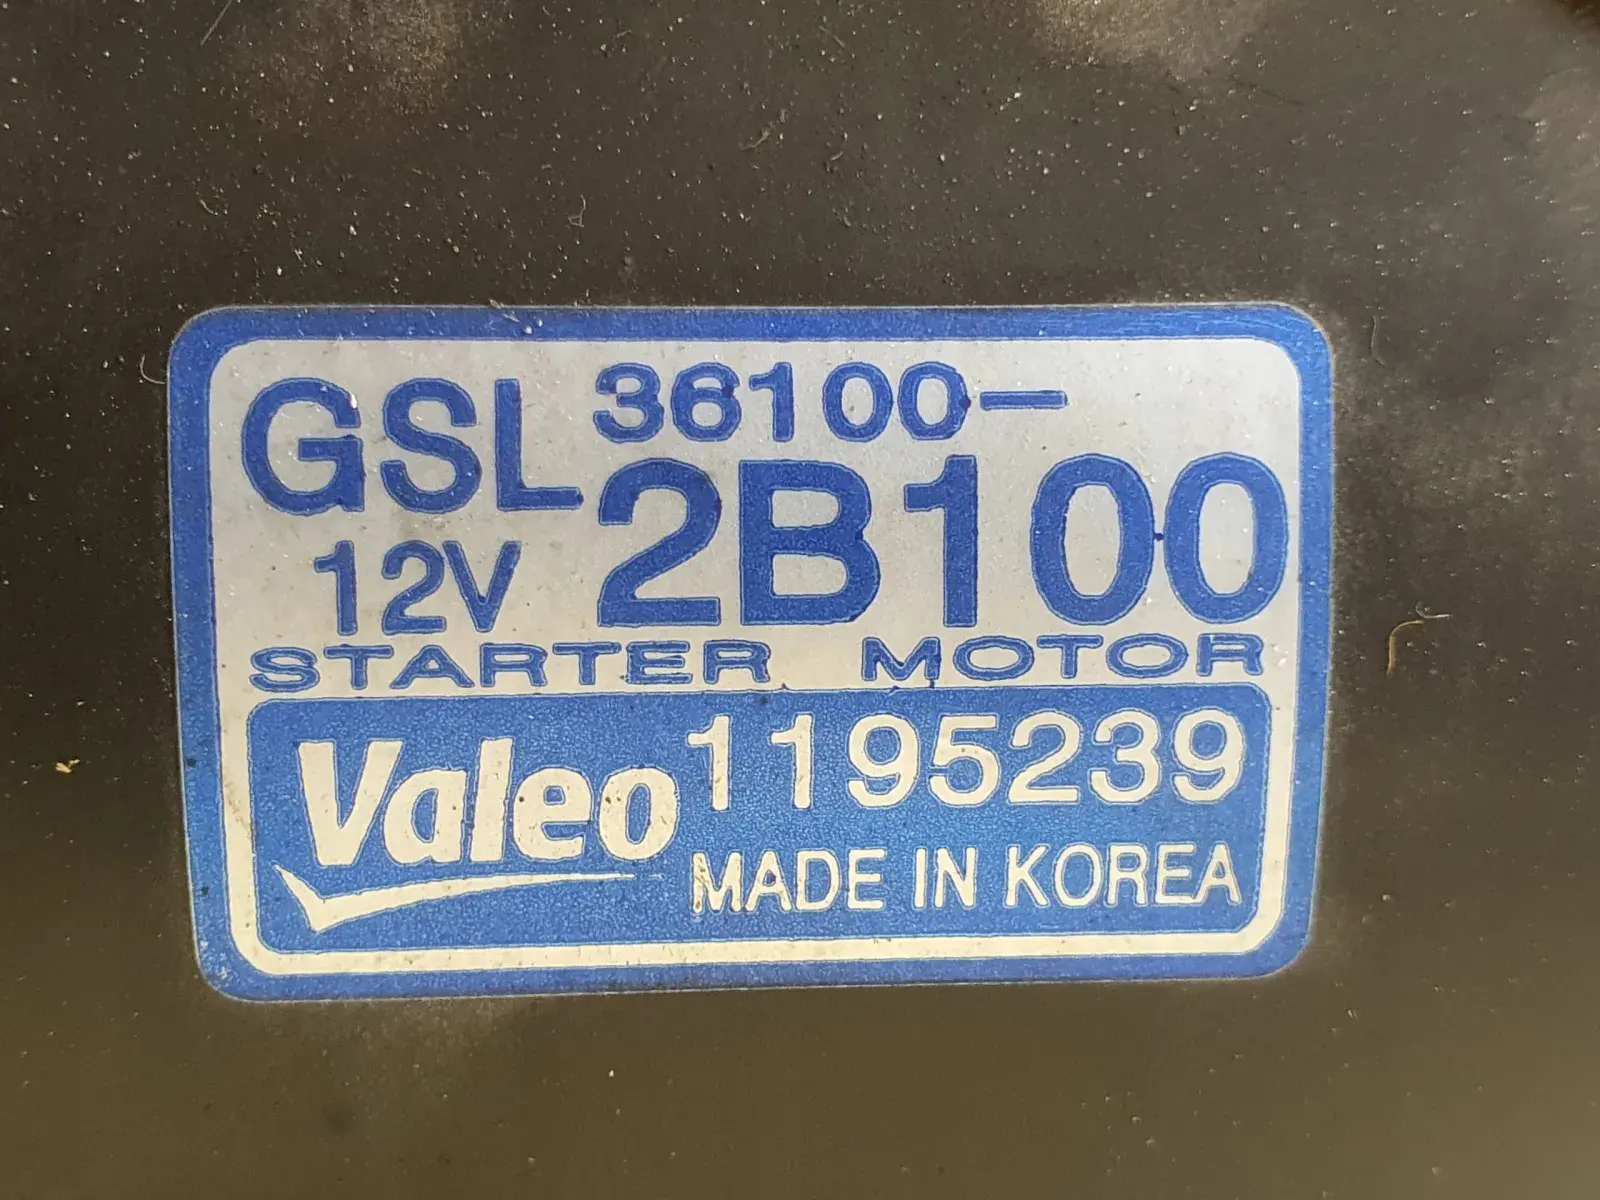 GSL 36100-
12V 2B100
STARTER MOTOR
Valeo 1195239
MADE IN KOREA